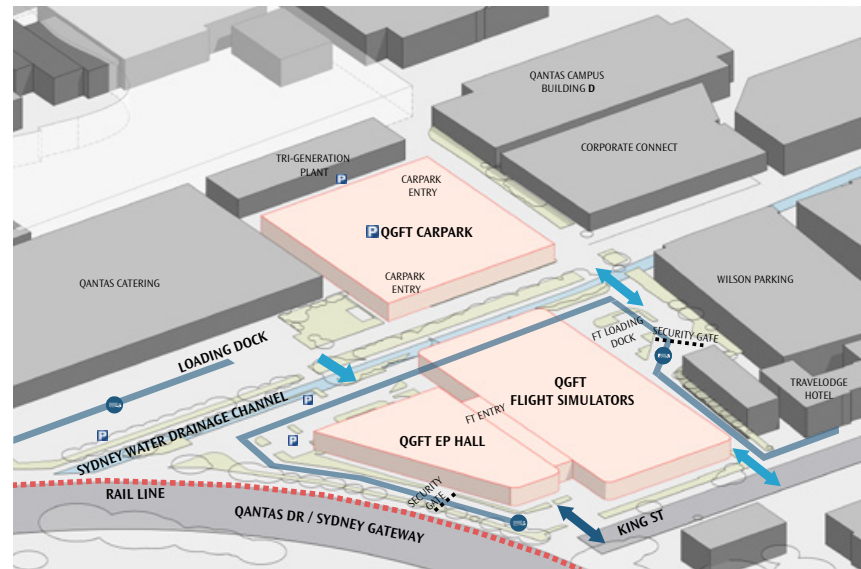 QANTAS CAMPUS
BUILDING D
CORPORATE CONNECT
TRI-GENERATION
PLANT
P
CARPARK
ENTRY
P QGFT CARPARK
CARPARK
ENTRY
QANTAS CATERING
WILSON PARKING
FT LOADING
DOCK
SECURITY GATE
LOADING DOCK
QGFT
FLIGHT SIMULATORS
TRAVELODGE
HOTEL
FT ENTRY
QGFT EP HALL
P
P
P
SYDNEY WATER DRAINAGE CHANNEL
SECURITY
GATE
RAIL LINE
QANTAS DR / SYDNEY GATEWAY
KING ST